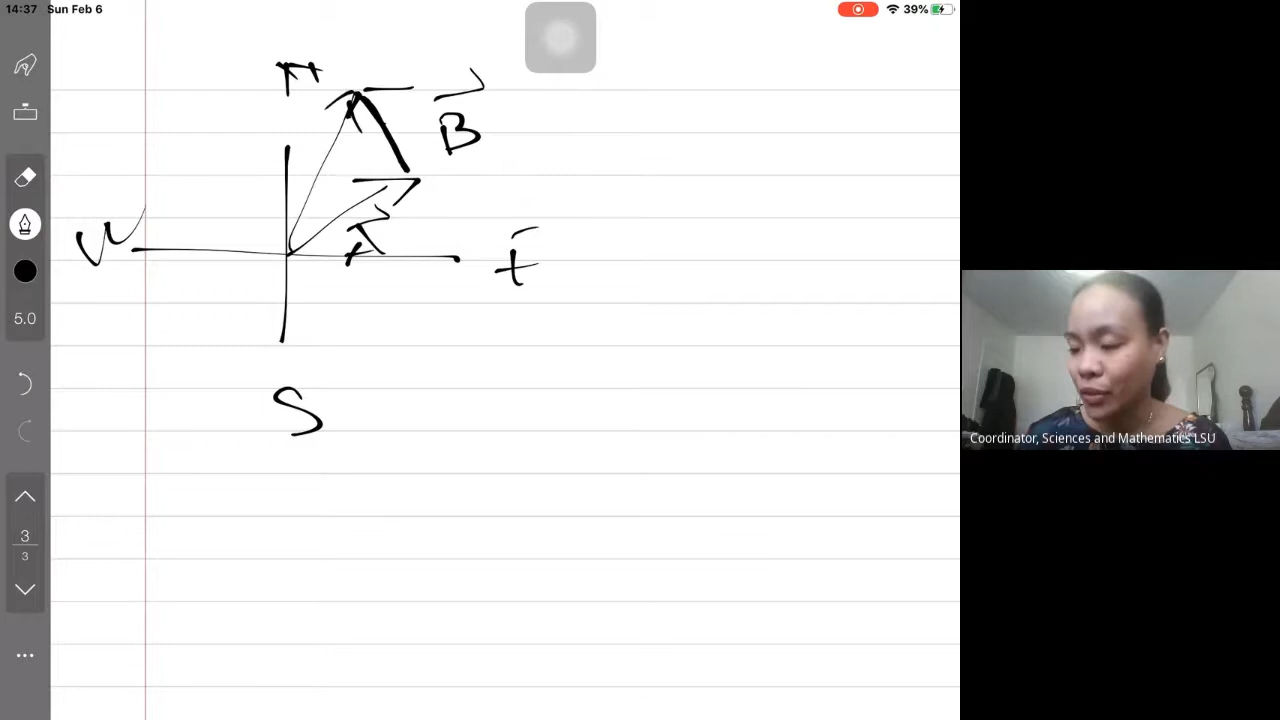 14:37 Sun Feb 6
39%
B
W
A
E
5.0
S
Coordinator, Sciences and Mathematics LSU
3
3